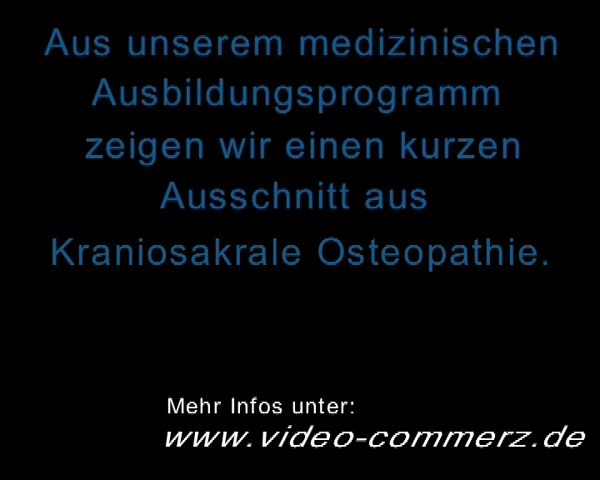 Aus unserem medizinischen
Ausbildungsprogramm
zeigen wir einen kurzen
Ausschnitt aus
Kraniosakrale Osteopathie.
Mehr Infos unter:
www.video-commerz.de